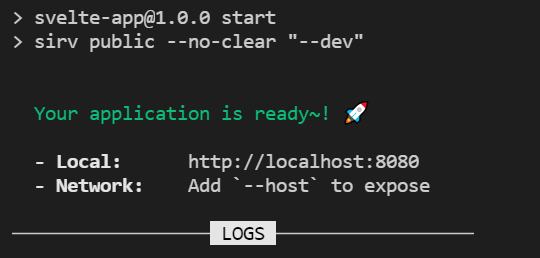 > svelte-app@1.0.0 start
> sirv public --no-clear "--dev"
Your application is ready~! 🚀
- Local: http://localhost:8080
- Network: Add `--host` to expose
LOGS